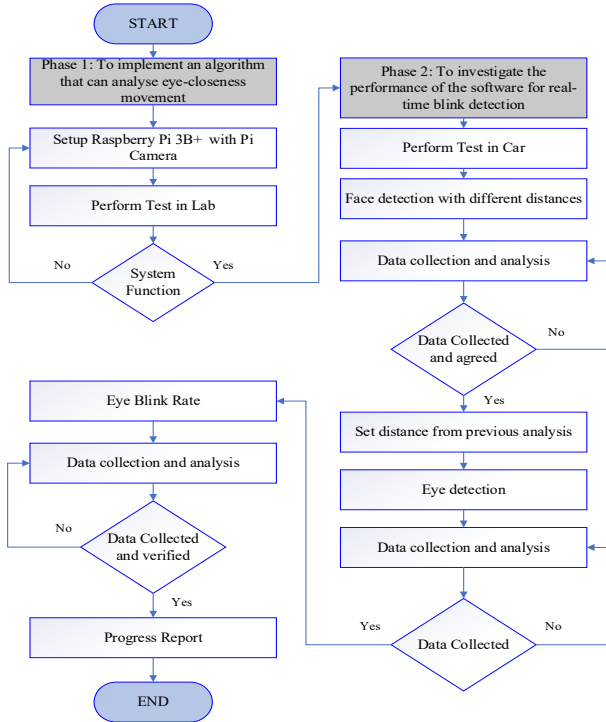 START
Phase 1: To implement an algorithm
that can analyse eye-closeness
movement
Setup Raspberry Pi 3B+ with Pi
Camera
Perform Test in Lab
No
System
Function
Yes
Phase 2: To investigate the
performance of the software for real-
time blink detection
Perform Test in Car
Face detection with different distances
Data collection and analysis
Data Collected
and agreed
No
Yes
Set distance from previous analysis
Eye detection
Data collection and analysis
Data Collected
No
Yes
Eye Blink Rate
Data collection and analysis
No
Data Collected
and verified
Yes
Progress Report
END